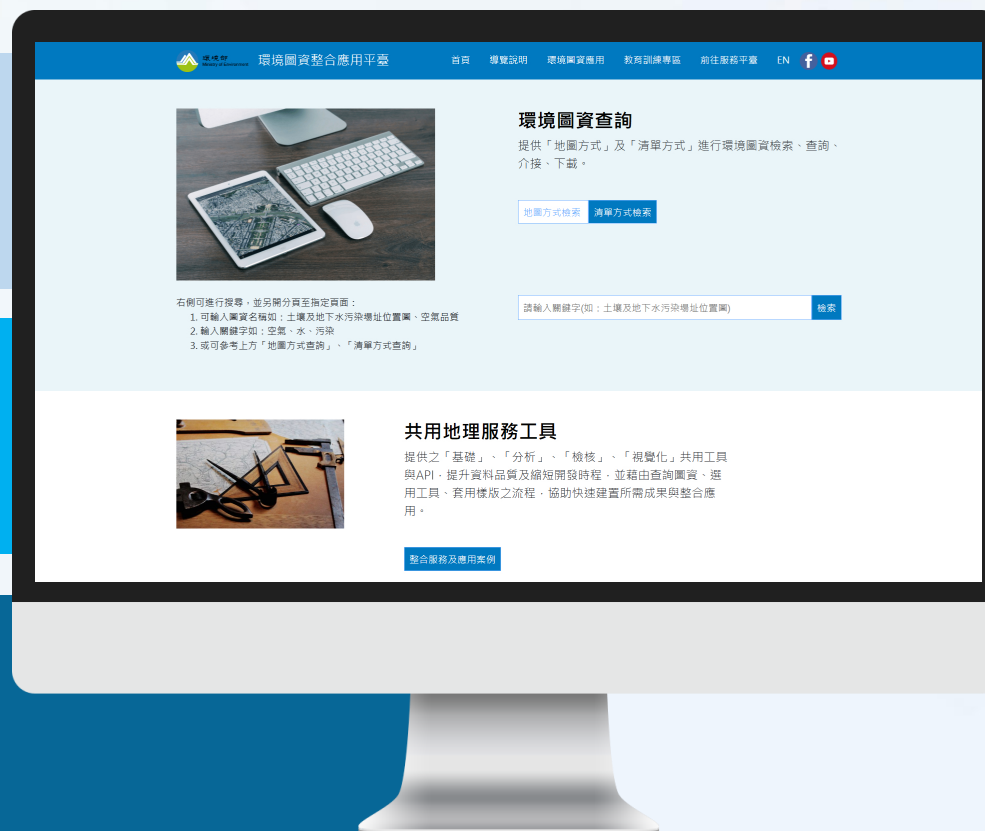 環境部
Ministry of Environment
環境圖資整合應用平臺
首頁 導覽說明 環境圖資應用 教育訓練專區 前往服務平臺 EN
環境圖資查詢
提供「地圖方式」及「清單方式」進行環境圖資檢索、查詢、
介接、下載。
地圖方式檢索 清單方式檢索
右側可進行搜尋，並另開分頁至指定頁面：
1. 可輸入圖資名稱如：土壤及地下水污染場址位置圖、空氣品質
2. 輸入關鍵字如：空氣、水、污染
3. 或可參考上方「地圖方式查詢」、「清單方式查詢」
請輸入關鍵字(如：土壤及地下水污染場址位置圖)
檢索
共用地理服務工具
提供之「基礎」、「分析」、「檢核」、「視覺化」共用工具
與API，提升資料品質及縮短開發時程，並藉由查詢圖資、選
用工具、套用樣版之流程，協助快速建置所需成果與整合應
用。
整合服務及應用案例